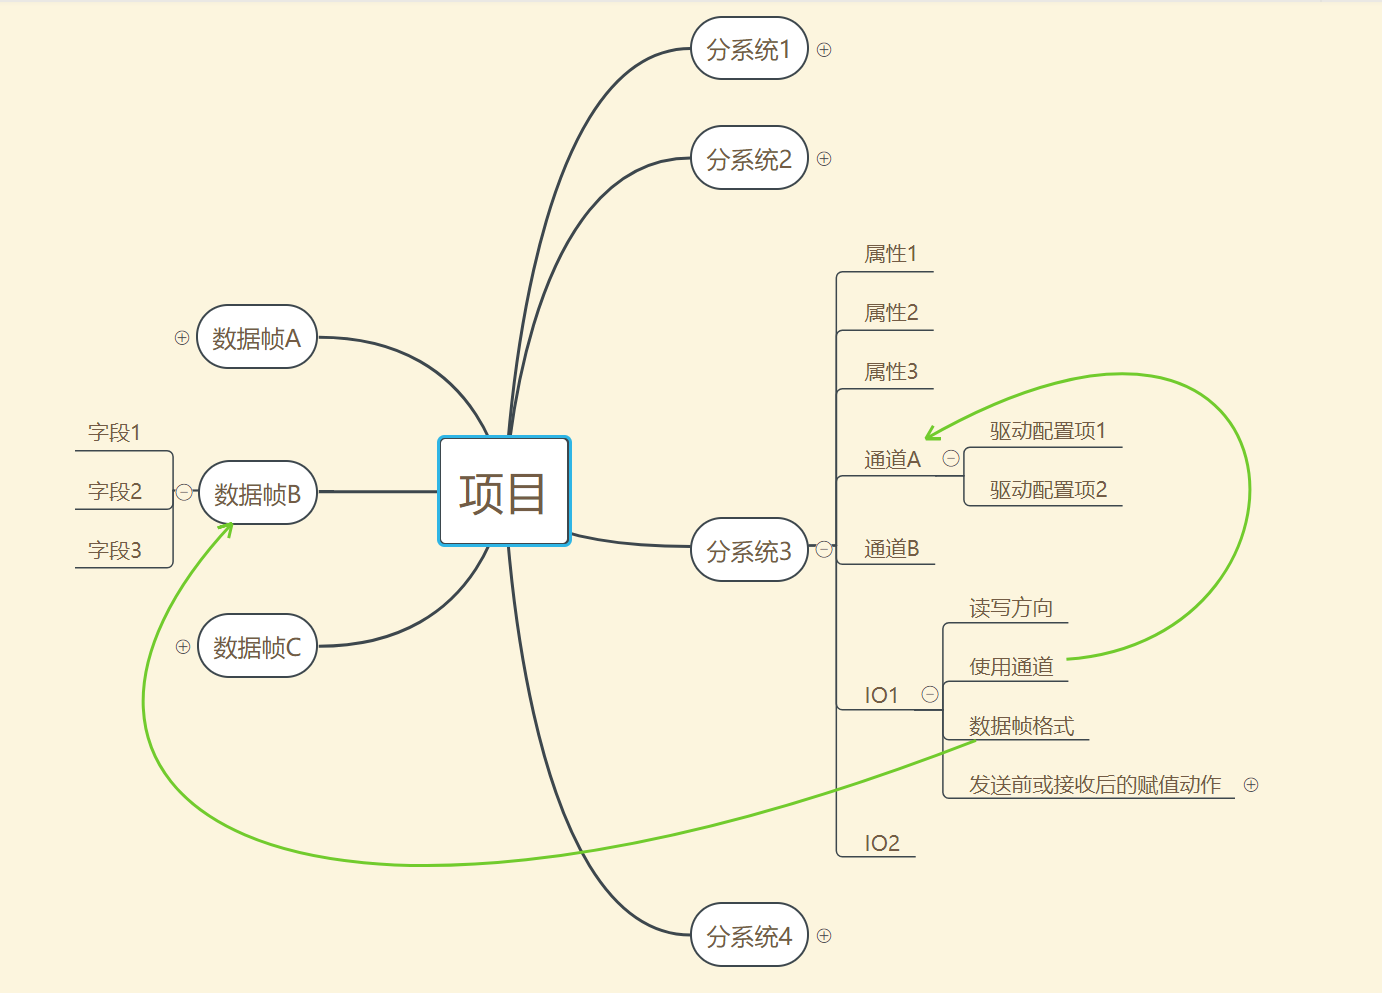 分系统1
分系统2
属性1
属性2
数据帧A
属性3
字段1
驱动配置项1
通道A
字段2
数据帧B
项目
驱动配置项2
字段3
分系统3
通道B
读写方向
数据帧C
使用通道
IO1
数据帧格式
发送前或接收后的赋值动作
IO2
分系统4